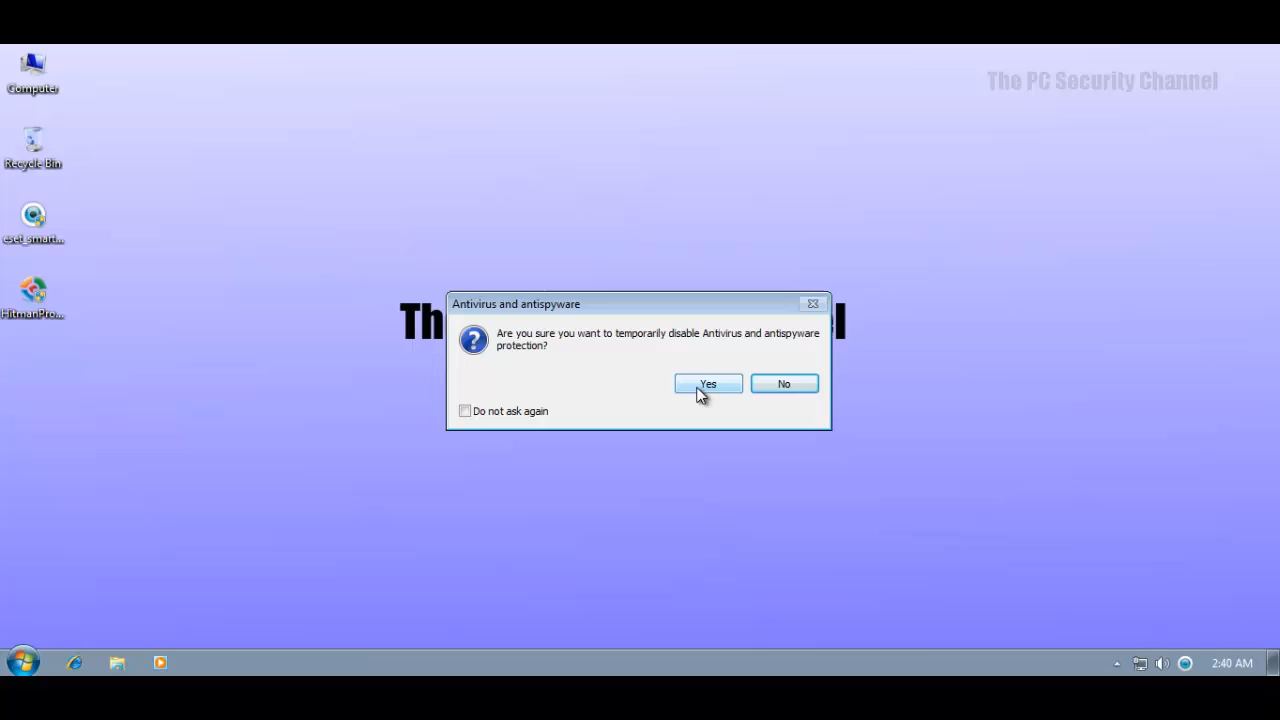 Computer
The PC Security Channel
Recycle Bin
eset_smart...
HitmanPro...
Th
l
Antivirus and antispyware
Are you sure you want to temporarily disable Antivirus and antispyware
protection?
Yes
No
Do not ask again
2:40 AM